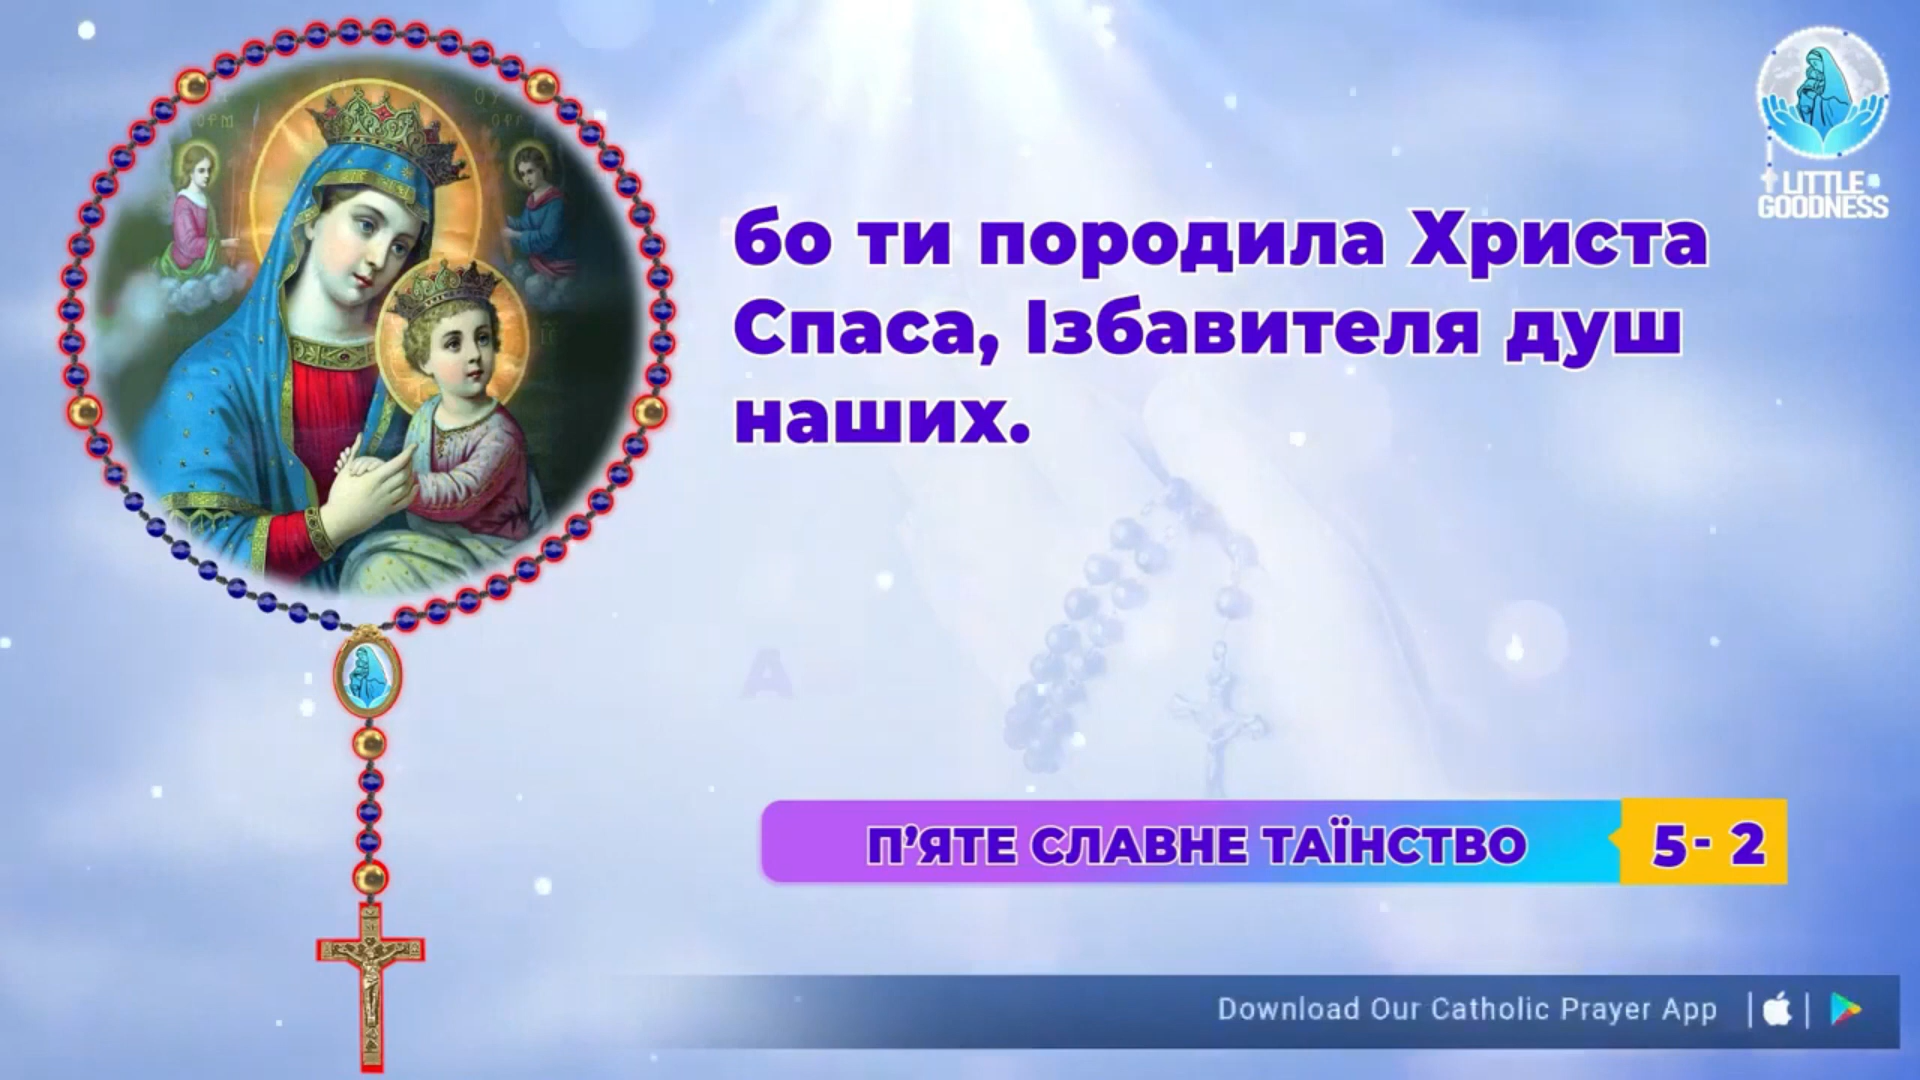 LITTLE
GOODNESS
бо ти породила Христа
Спаса, Ізбавителя душ
наших.
А
П’ЯТЕ СЛАВНЕ ТАЇНСТВО
5- 2
Download Our Catholic Prayer App